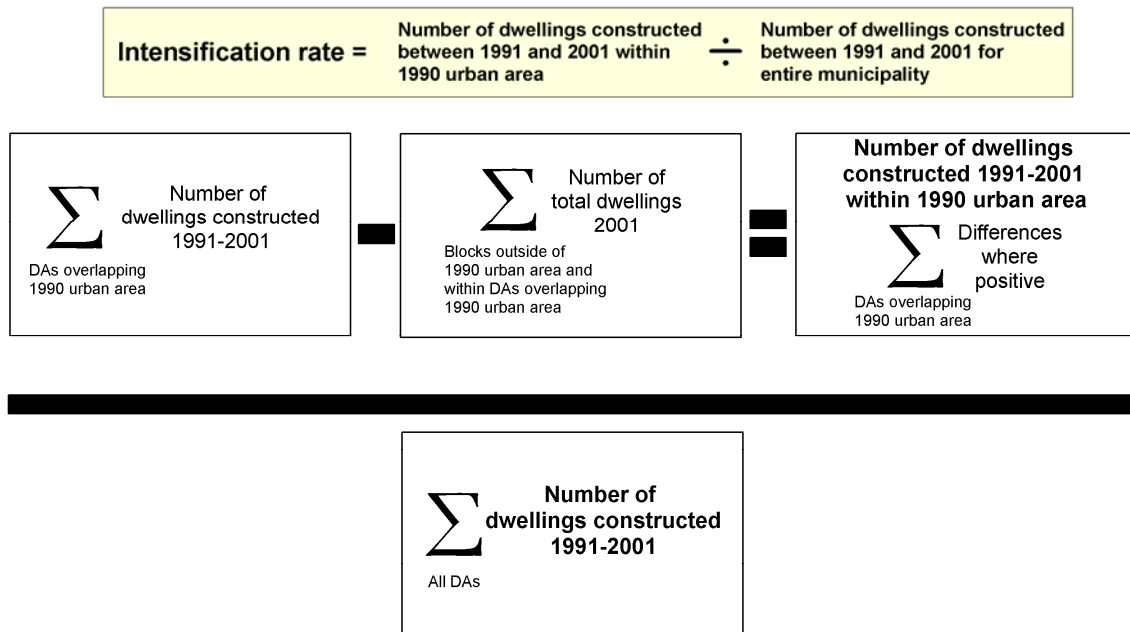 Intensification rate =
Number of dwellings constructed
between 1991 and 2001 within
1990 urban area
÷
Number of dwellings constructed
between 1991 and 2001 for
entire municipality
∑
Number of
dwellings constructed
1991-2001
DAs overlapping
1990 urban area
-
∑
Number of
total dwellings
2001
Blocks outside of
1990 urban area and
within DAs overlapping
1990 urban area
=
Number of dwellings
constructed 1991-2001
within 1990 urban area
∑
Differences
where
positive
DAs overlapping
1990 urban area
∑
Number of
dwellings constructed
1991-2001
All DAs